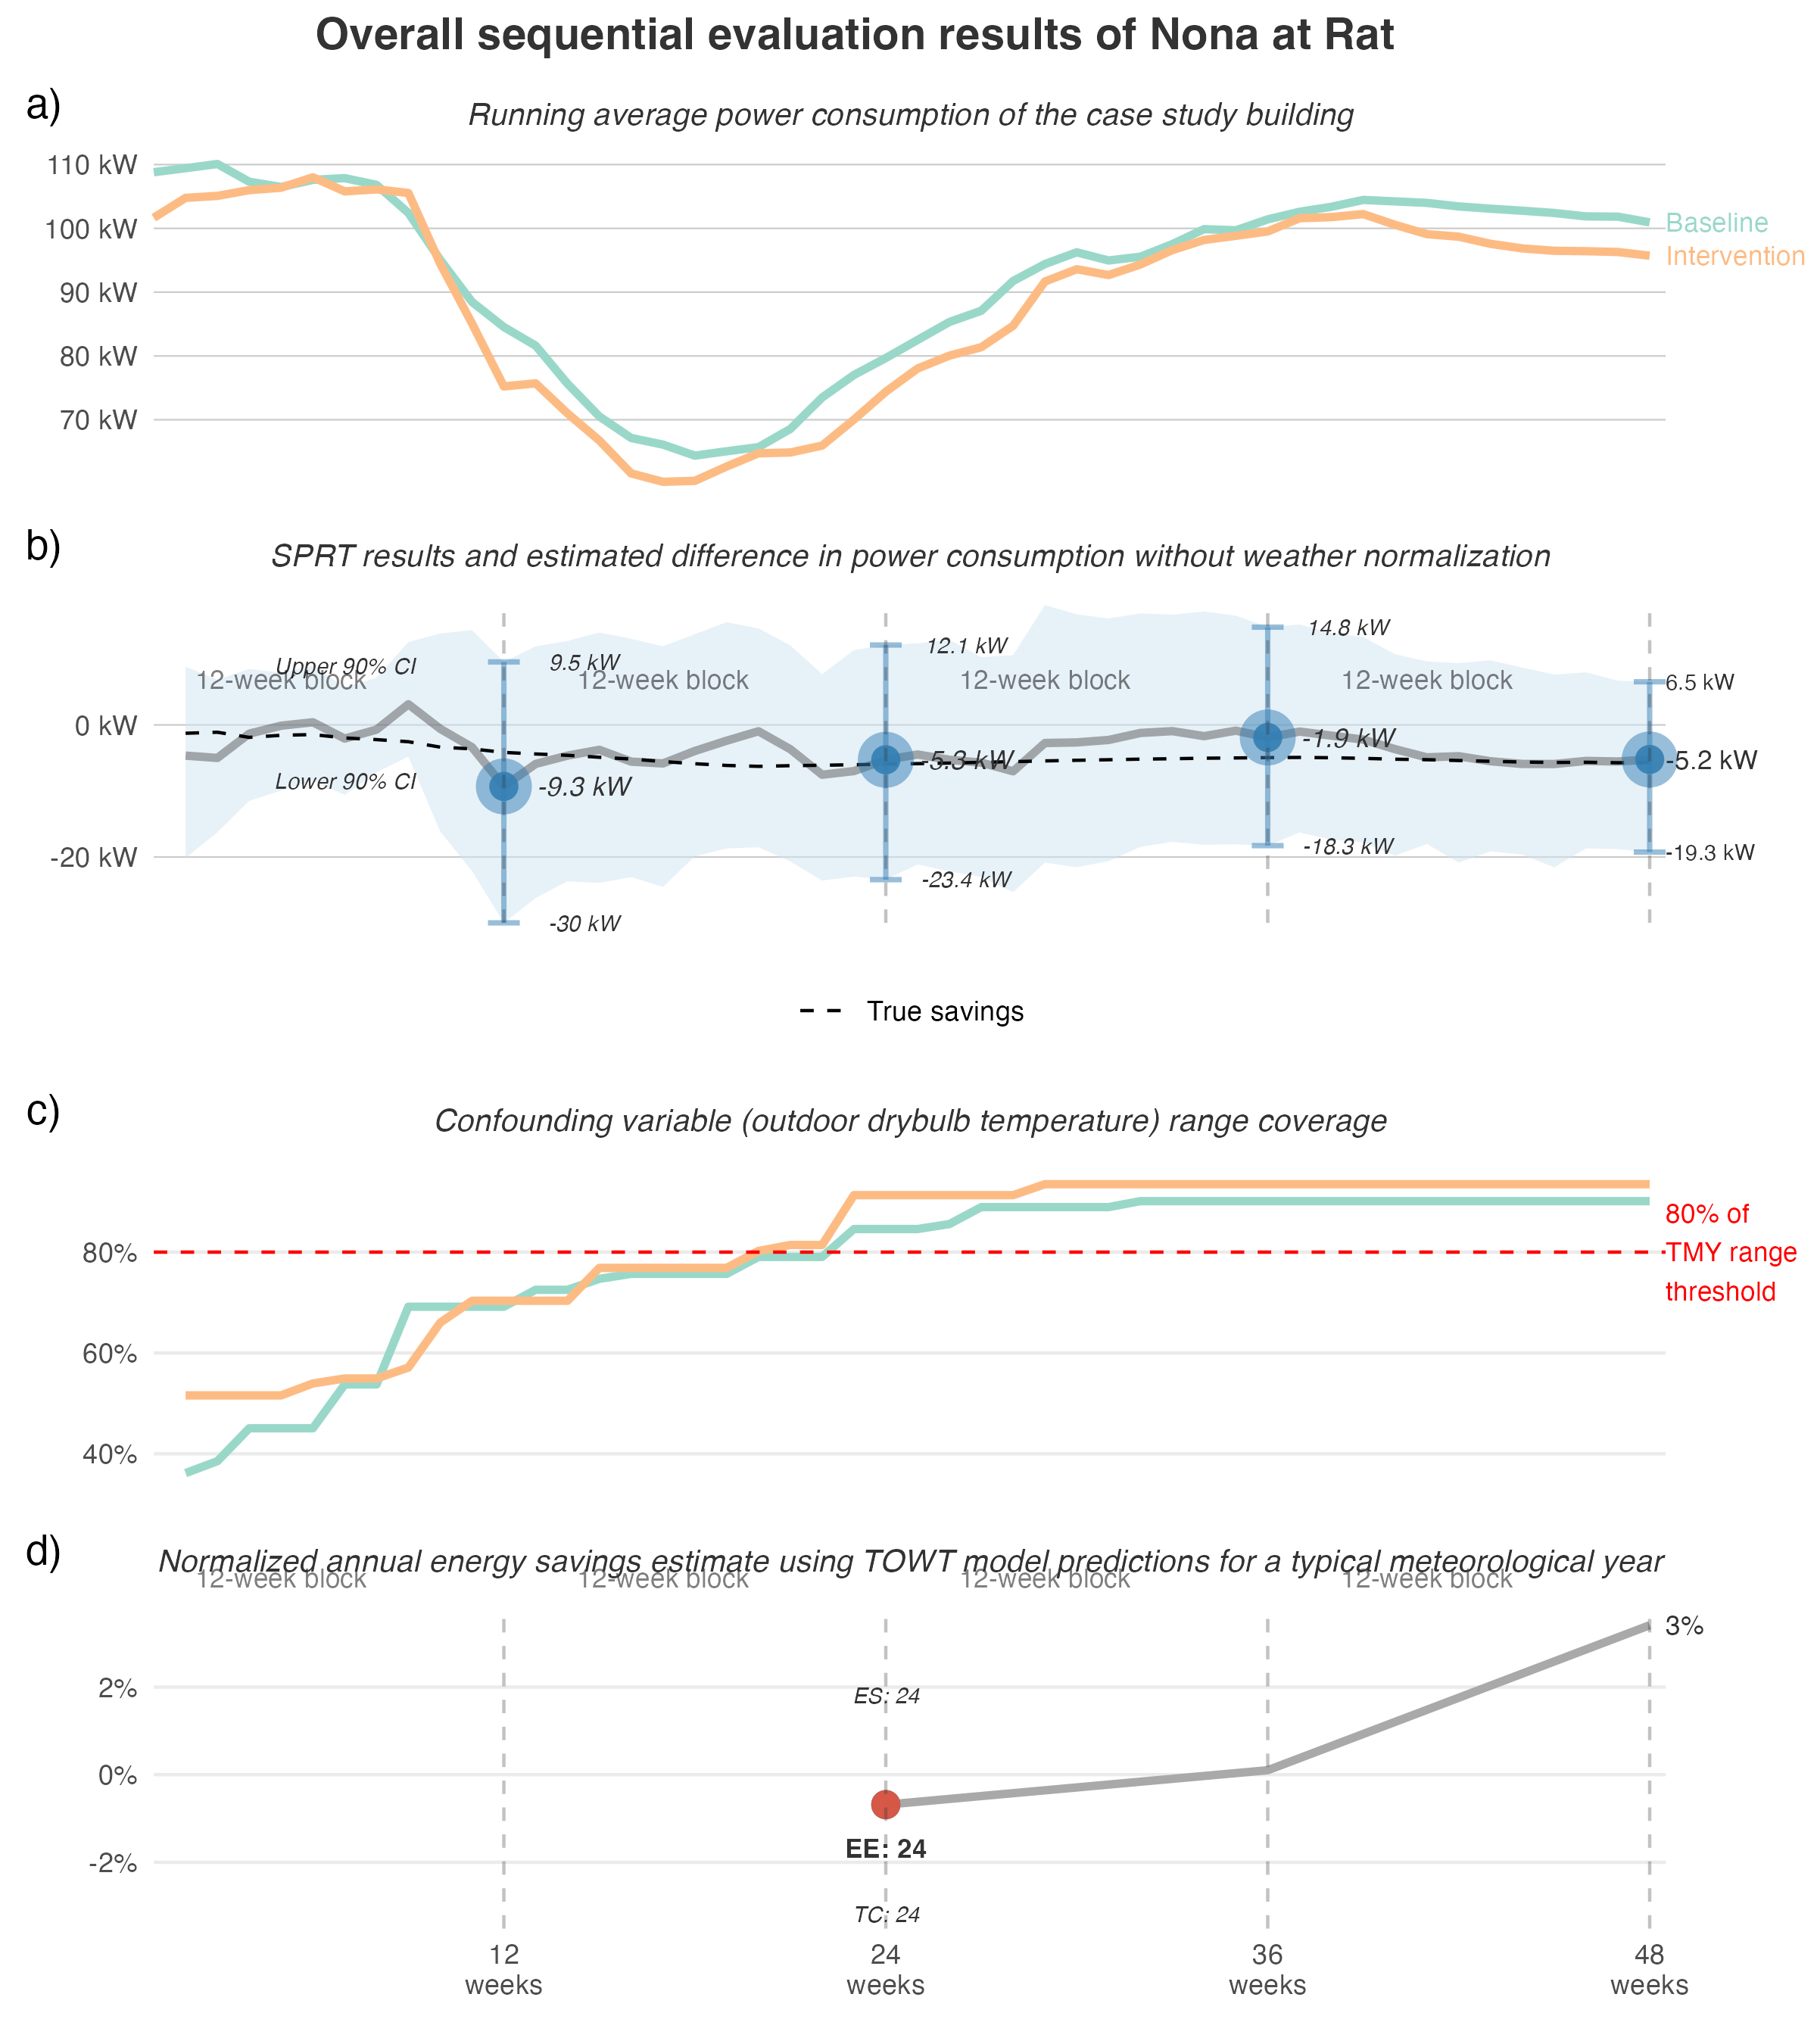 Overall sequential evaluation results of Nona at Rat
a)
Running average power consumption of the case study building
110 kW
100 kW
90 kW
80 kW
70 kW
Baseline
Intervention
b)
SPRT results and estimated difference in power consumption without weather normalization
Upper 90% CI
12-week block
12-week block
12-week block
12-week block
9.5 kW
12.1 kW
14.8 kW
6.5 kW
0 kW
-20 kW
Lower 90% CI
-9.3 kW
-5.3 kW
-1.9 kW
-5.2 kW
-30 kW
-23.4 kW
-18.3 kW
-19.3 kW
True savings
c)
Confounding variable (outdoor drybulb temperature) range coverage
80%
60%
40%
80% of
TMY range
threshold
d)
Normalized annual energy savings estimate using TOWT model predictions for a typical meteorological year
12-week block
12-week block
12-week block
12-week block
3%
2%
0%
-2%
ES: 24
EE: 24
TC: 24
12
weeks
24
weeks
36
weeks
48
weeks